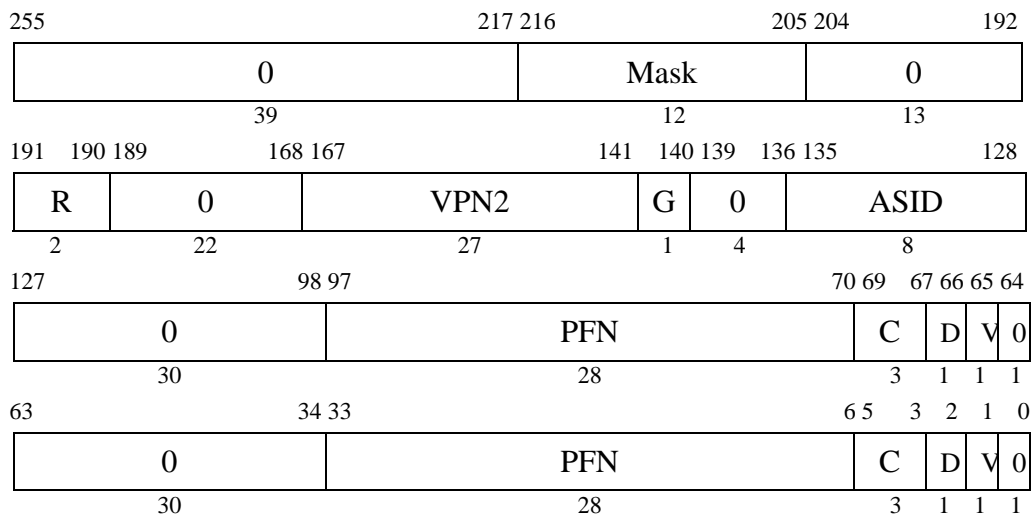 255 217 216 205 204 192
0 Mask 0
39 12 13
191 190 189 168 167 141 140 139 136 135 128
R 0 VPN2 G 0 ASID
2 22 27 1 4 8
127 98 97 70 69 67 66 65 64
0 PFN C D V 0
30 28 3 1 1 1
63 34 33 6 5 3 2 1 0
0 PFN C D V 0
30 28 3 1 1 1